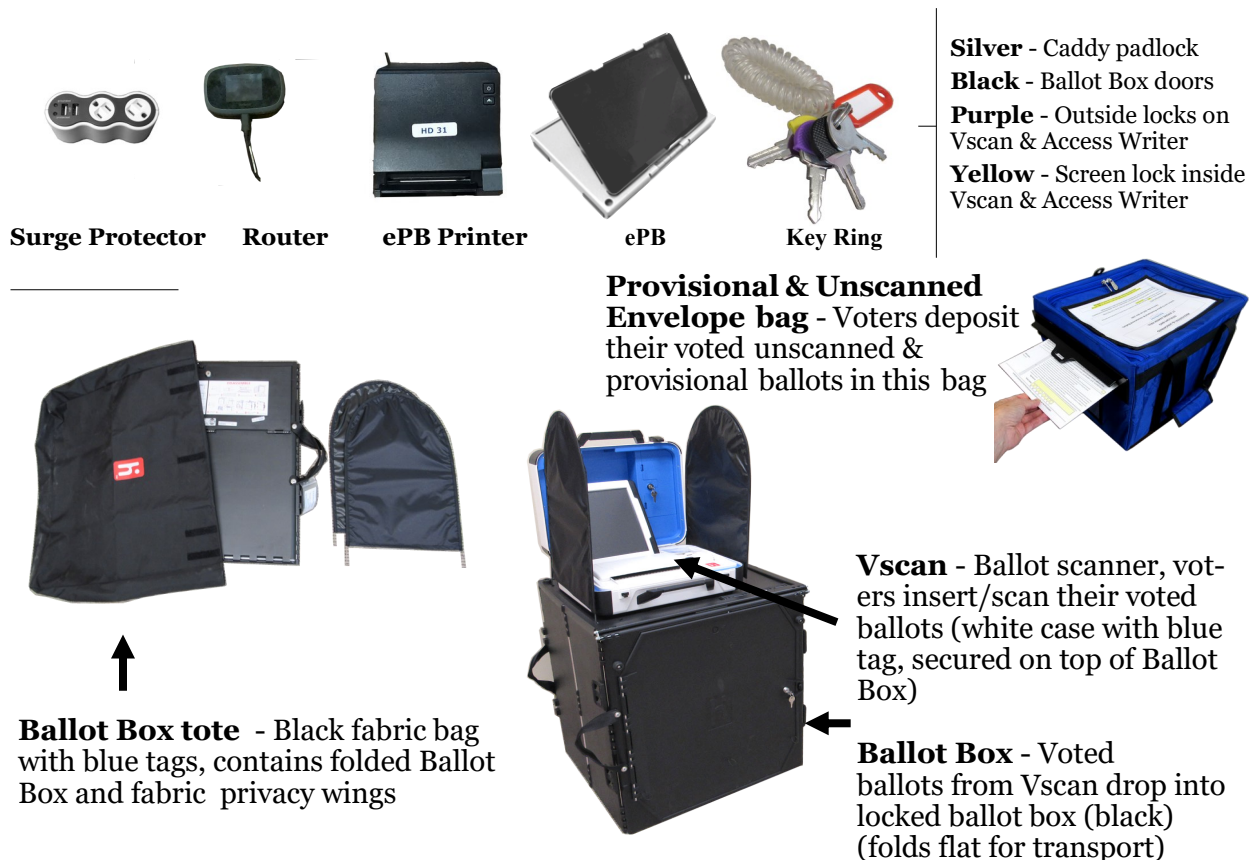 Silver - Caddy padlock
Black - Ballot Box doors
Purple - Outside locks on
Vscan & Access Writer
Yellow - Screen lock inside
Vscan & Access Writer
HD 31
Surge Protector
Router
ePB Printer
ePB
Key Ring
Provisional & Unscanned
Envelope bag - Voters deposit
their voted unscanned &
provisional ballots in this bag
h.
Vscan - Ballot scanner, vot-
ers insert/scan their voted
ballots (white case with blue
tag, secured on top of Ballot
Box)
Ballot Box tote - Black fabric bag
with blue tags, contains folded Ballot
Box and fabric privacy wings
Ballot Box - Voted
ballots from Vscan drop into
locked ballot box (black)
(folds flat for transport)